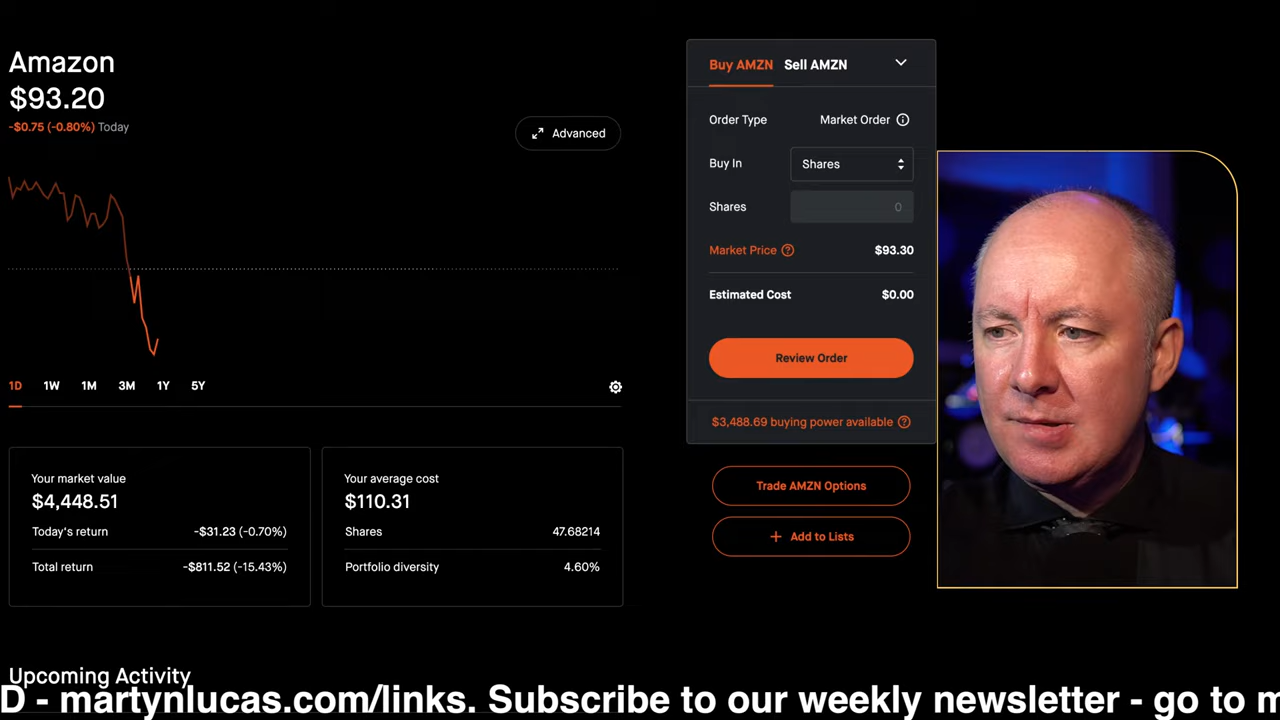 Amazon
$93.20
-$0.75 (-0.80%) Today
Advanced
1D 1W 1M 3M 1Y 5Y
Your market value
$4,448.51
Today's return -$31.23 (-0.70%)
Total return -$811.52 (-15.43%)
Your average cost
$110.31
Shares 47.68214
Portfolio diversity 4.60%
Upcoming Activity
Buy AMZN Sell AMZN
Order Type Market Order
Buy In Shares
Shares 0
Market Price $93.30
Estimated Cost $0.00
Review Order
$3,488.69 buying power available
Trade AMZN Options
+ Add to Lists
D - martynlucas.com/links. Subscribe to our weekly newsletter - go to m